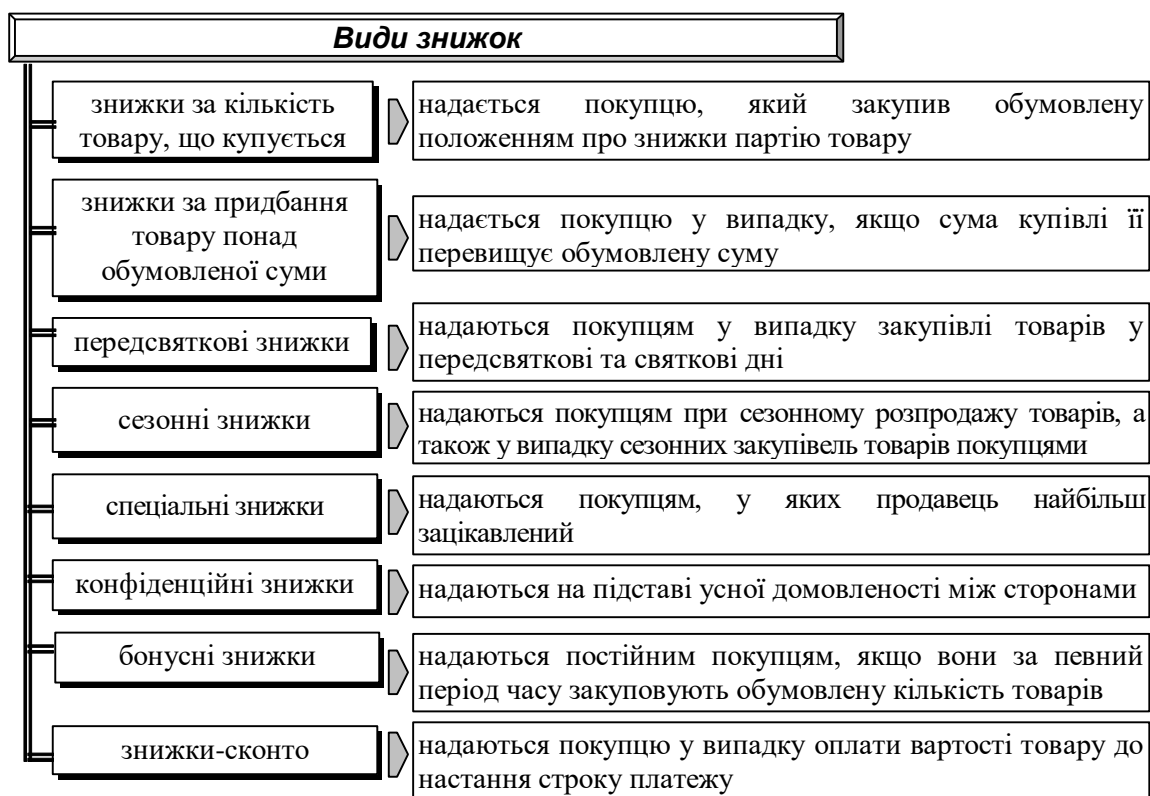 Види знижок
знижки за кількість
товару, що купується
надається покупцю, який закупив обумовлену
положенням про знижки партію товару
знижки за придбання
товару понад
обумовленої суми
надається покупцю у випадку, якщо сума купівлі її
перевищує обумовлену суму
передсвяткові знижки
надаються покупцям у випадку закупівлі товарів у
передсвяткові та святкові дні
сезонні знижки
надаються покупцям при сезонному розпродажу товарів, а
також у випадку сезонних закупівель товарів покупцями
спеціальні знижки
надаються покупцям, у яких продавець найбільш
зацікавлений
конфіденційні знижки
надаються на підставі усної домовленості між сторонами
бонусні знижки
надаються постійним покупцям, якщо вони за певний
період часу закуповують обумовлену кількість товарів
знижки-сконто
надаються покупцю у випадку оплати вартості товару до
настання строку платежу